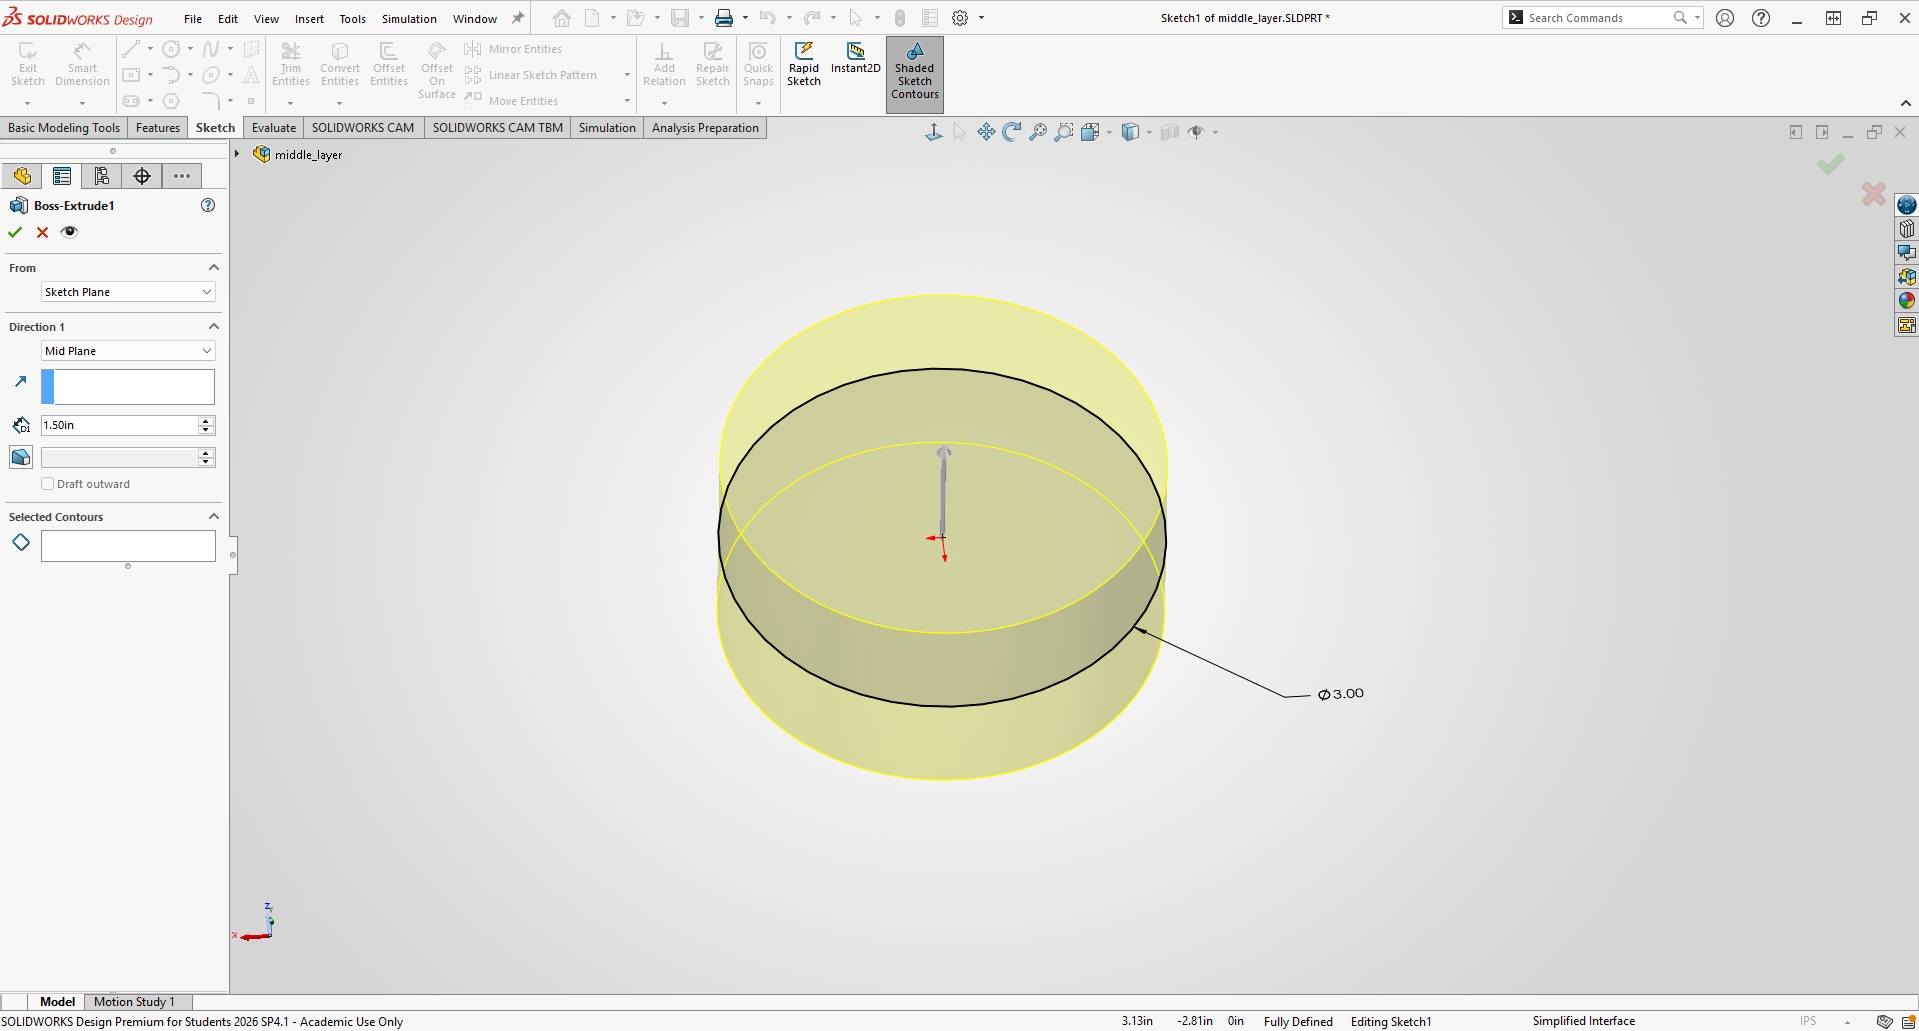 SOLIDWORKS Design
File Edit View Insert Tools Simulation Window
Sketch1 of middle_layer.SLDPRT *
Search Commands
Exit Sketch
Smart Dimension
Trim Entities
Convert Entities
Offset Entities
Offset On Surface
Mirror Entities
Linear Sketch Pattern
Move Entities
Add Relation
Repair Sketch
Quick Snaps
Rapid Sketch
Instant2D
Shaded Sketch Contours
Basic Modeling Tools Features Sketch Evaluate SOLIDWORKS CAM SOLIDWORKS CAM TBM Simulation Analysis Preparation
middle_layer
Boss-Extrude1
From
Sketch Plane
Direction 1
Mid Plane
D1
1.50in
Draft outward
Selected Contours
Ø3.00
Z
X
Model Motion Study 1
SOLIDWORKS Design Premium for Students 2026 SP4.1 - Academic Use Only
3.13in -2.81in 0in Fully Defined Editing Sketch1 Simplified Interface IPS